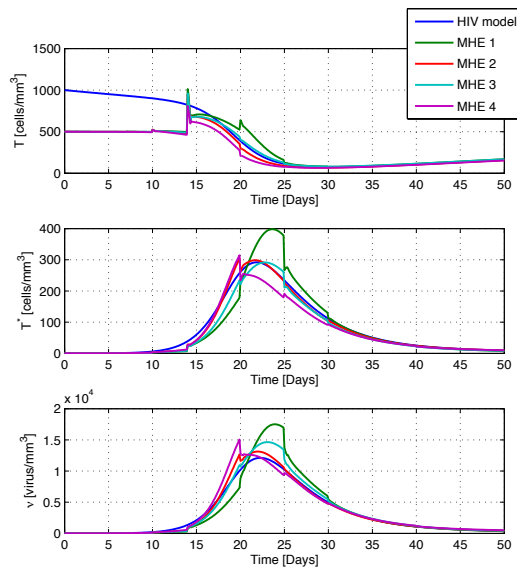 HIV model
MHE 1
MHE 2
MHE 3
MHE 4
1500
1000
500
0
T [cells/mm³]
0 5 10 15 20 25 30 35 40 45 50
Time [Days]
400
300
200
100
0
T* [cells/mm³]
0 5 10 15 20 25 30 35 40 45 50
Time [Days]
2 x 10⁴
1.5
1
0.5
0
ν [virus/mm³]
0 5 10 15 20 25 30 35 40 45 50
Time [Days]